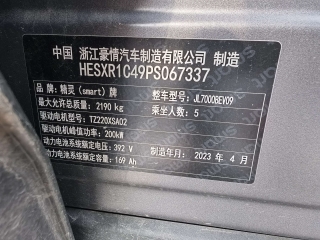 中国 浙江豪情汽车制造有限公司 制造
HESXR1C49PS067337
品牌：精灵（smart）牌 整车型号：JL7000BEV09
最大允许总质量：2190 kg 乘坐人数：5
驱动电机型号：TZ220XSA02
驱动电机峰值功率：200kW
动力电池系统额定电压：392 V 制造年月：2023 年 4 月
动力电池系统额定容量：169 Ah